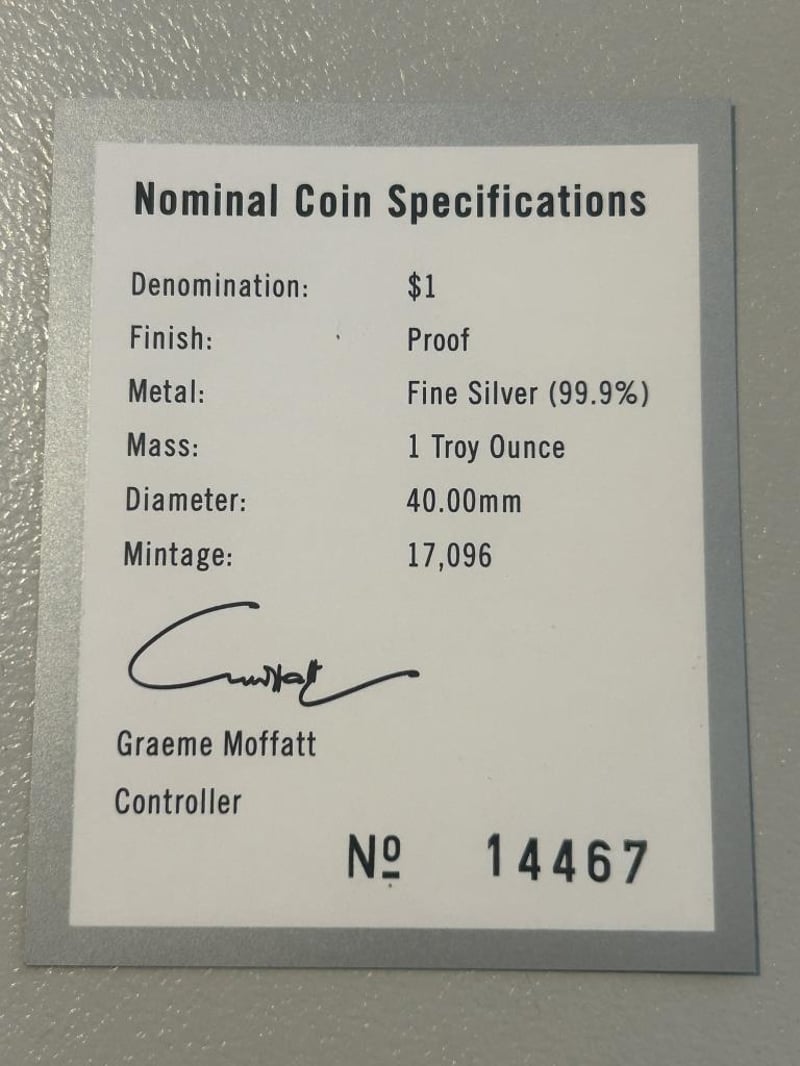 Nominal Coin Specifications
Denomination: $1
Finish: Proof
Metal: Fine Silver (99.9%)
Mass: 1 Troy Ounce
Diameter: 40.00mm
Mintage: 17,096
Graeme Moffatt
Controller
Nº 14467